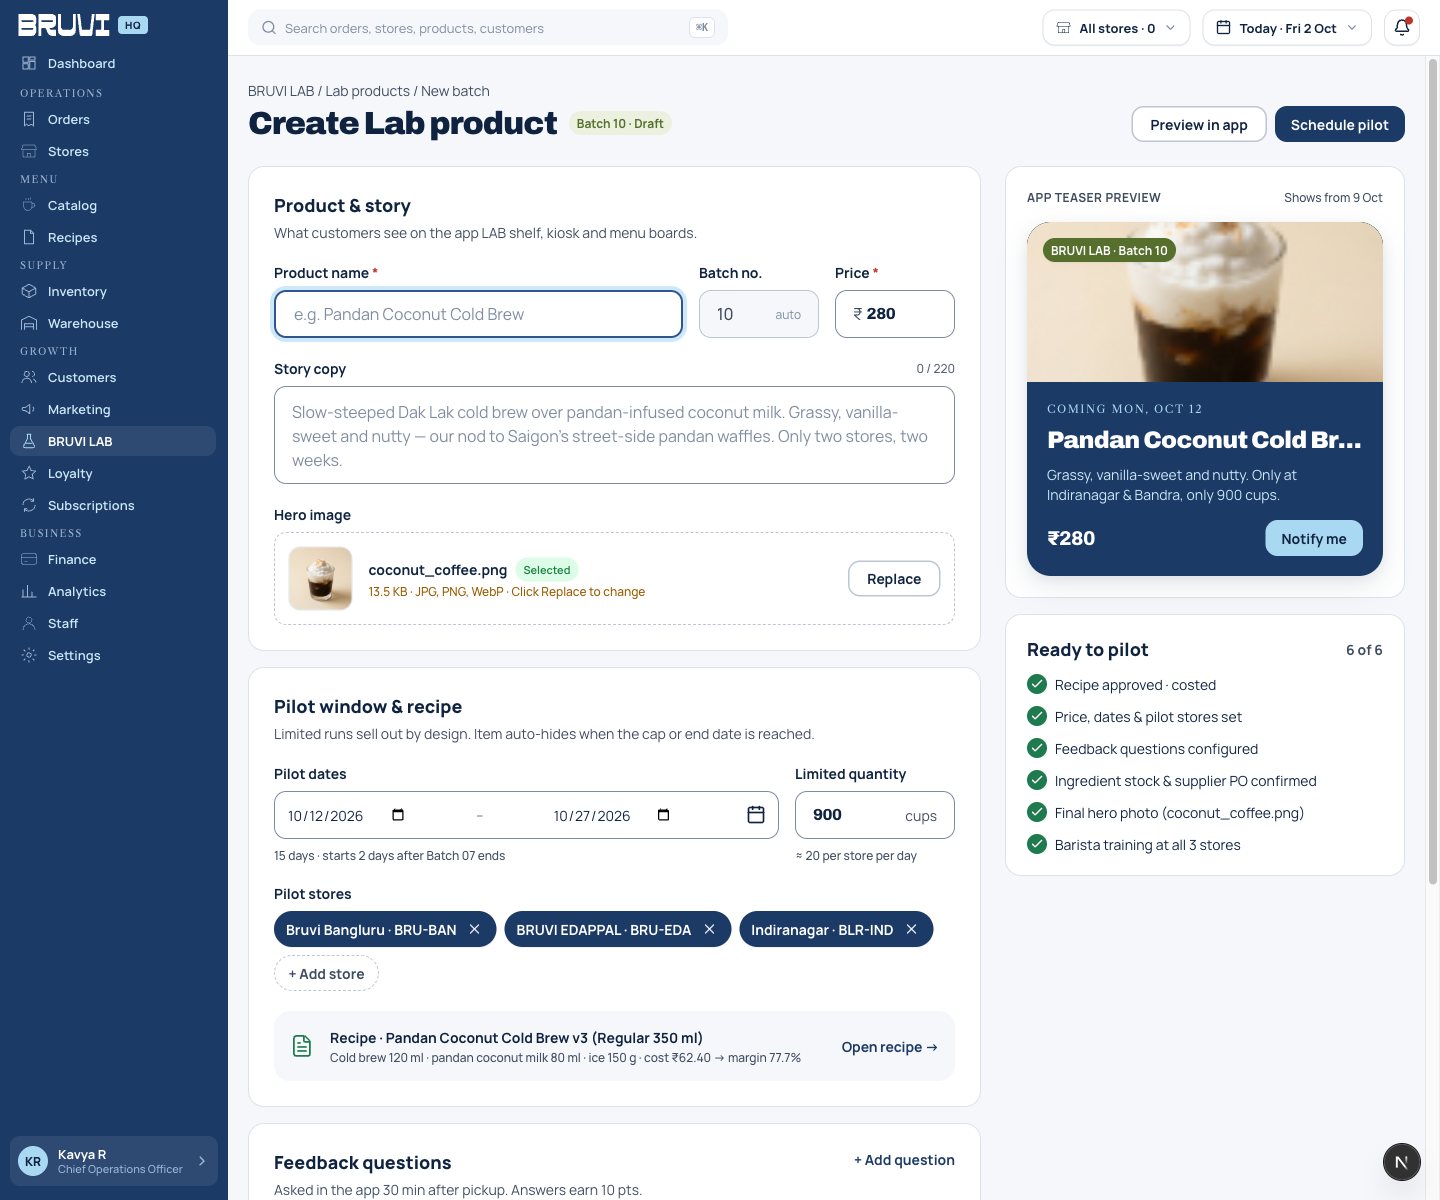 BRUVI HQ
Search orders, stores, products, customers
⌘K
All stores · 0
Today · Fri 2 Oct
Dashboard
OPERATIONS
Orders
Stores
MENU
Catalog
Recipes
SUPPLY
Inventory
Warehouse
GROWTH
Customers
Marketing
BRUVI LAB
Loyalty
Subscriptions
BUSINESS
Finance
Analytics
Staff
Settings
KR
Kavya R
Chief Operations Officer
BRUVI LAB / Lab products / New batch
Create Lab product
Batch 10 · Draft
Preview in app
Schedule pilot
Product & story
What customers see on the app LAB shelf, kiosk and menu boards.
Product name *
Batch no.
Price *
e.g. Pandan Coconut Cold Brew
10
auto
₹ 280
Story copy
0 / 220
Slow-steeped Dak Lak cold brew over pandan-infused coconut milk. Grassy, vanilla-
sweet and nutty — our nod to Saigon's street-side pandan waffles. Only two stores, two
weeks.
Hero image
coconut_coffee.png
Selected
13.5 KB · JPG, PNG, WebP · Click Replace to change
Replace
Pilot window & recipe
Limited runs sell out by design. Item auto-hides when the cap or end date is reached.
Pilot dates
Limited quantity
10/12/2026
–
10/27/2026
900
cups
15 days · starts 2 days after Batch 07 ends
≈ 20 per store per day
Pilot stores
Bruvi Bangluru · BRU-BAN
BRUVI EDAPPAL · BRU-EDA
Indiranagar · BLR-IND
+ Add store
Recipe · Pandan Coconut Cold Brew v3 (Regular 350 ml)
Cold brew 120 ml · pandan coconut milk 80 ml · ice 150 g · cost ₹62.40 → margin 77.7%
Open recipe →
Feedback questions
+ Add question
Asked in the app 30 min after pickup. Answers earn 10 pts.
APP TEASER PREVIEW
Shows from 9 Oct
BRUVI LAB · Batch 10
COMING MON, OCT 12
Pandan Coconut Cold Br...
Grassy, vanilla-sweet and nutty. Only at
Indiranagar & Bandra, only 900 cups.
₹280
Notify me
Ready to pilot
6 of 6
Recipe approved · costed
Price, dates & pilot stores set
Feedback questions configured
Ingredient stock & supplier PO confirmed
Final hero photo (coconut_coffee.png)
Barista training at all 3 stores
N